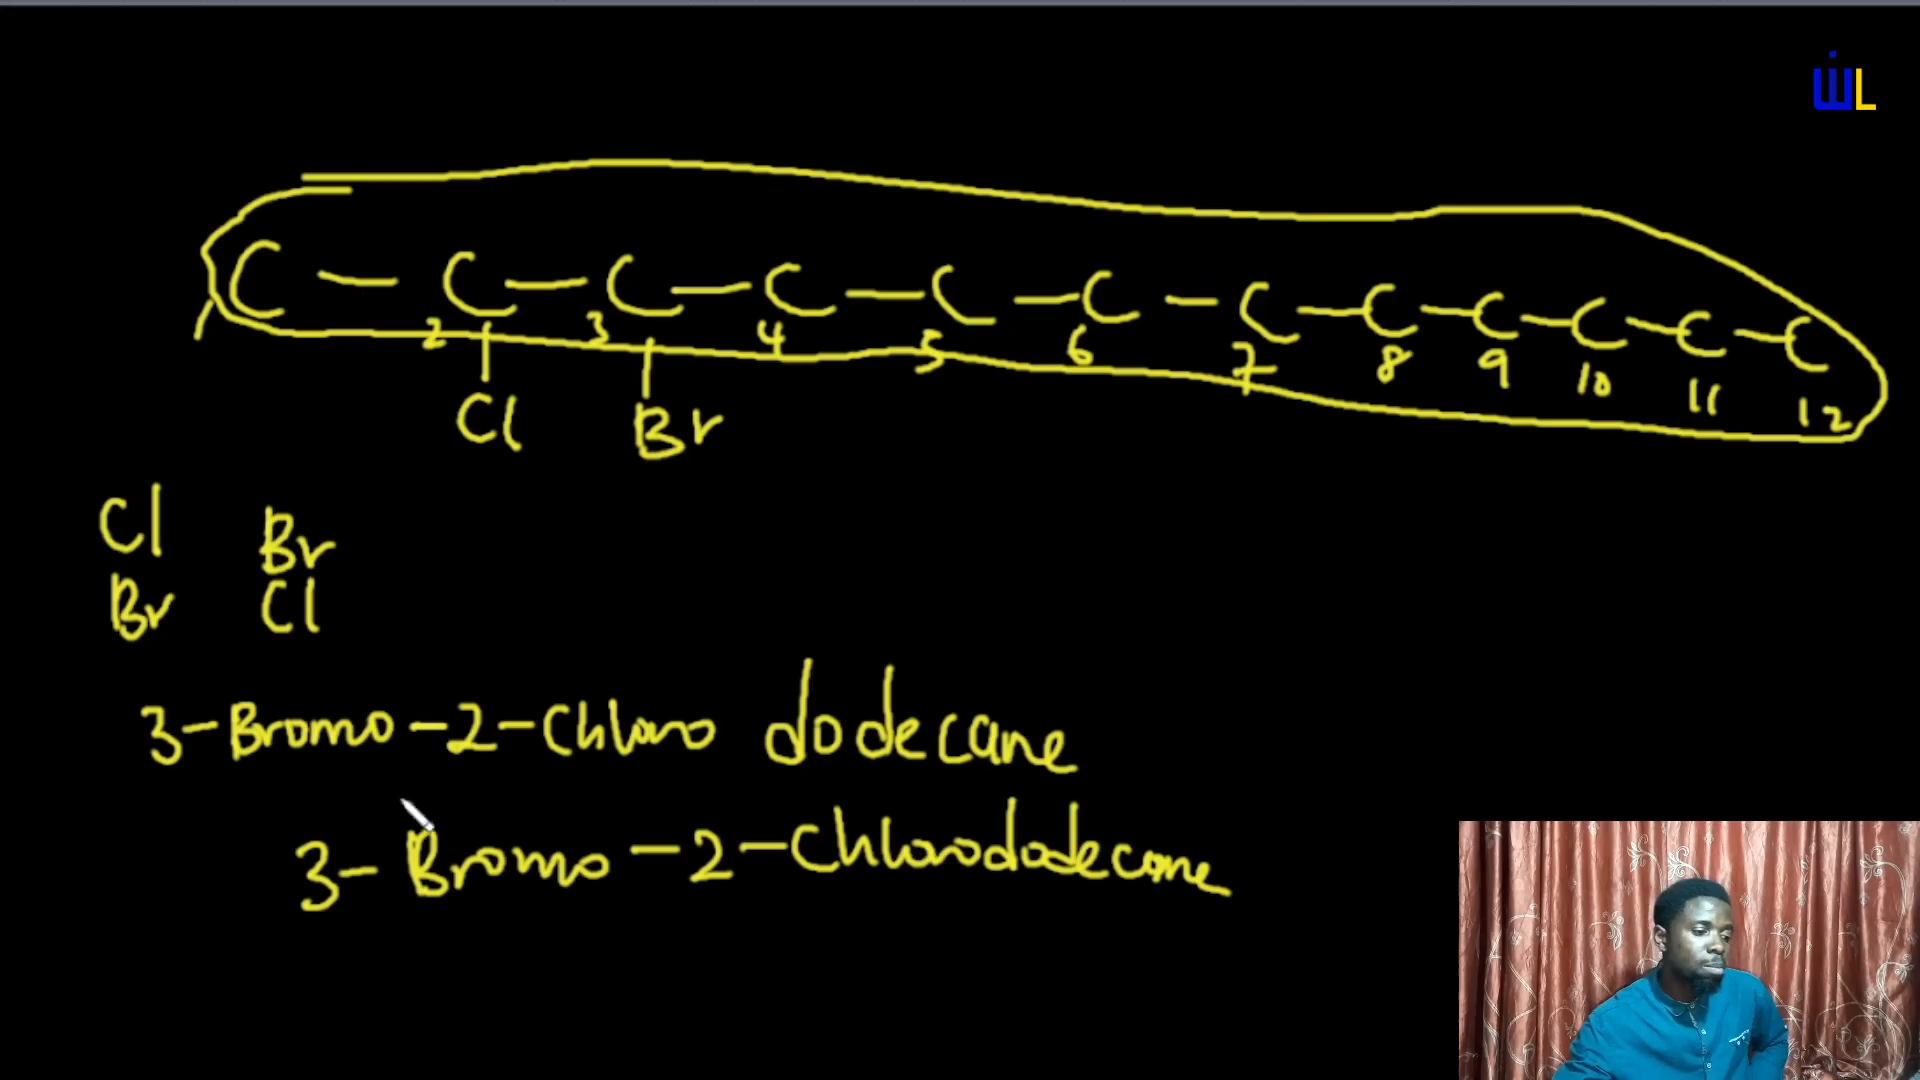 WL
C - C - C - C - C - C - C - C - C - C - C - C
1 2 3 4 5 6 7 8 9 10 11 12
Cl Br
Cl Br
Br Cl
3-Bromo-2-Chloro dodecane
3-Bromo-2-Chlorododecane